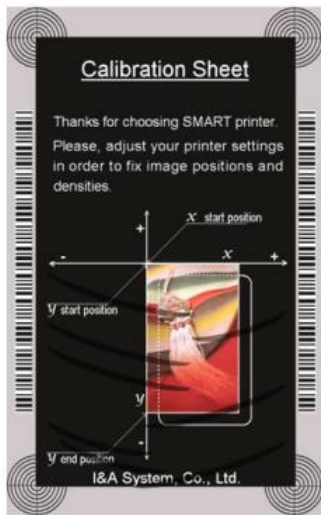 Calibration Sheet
Thanks for choosing SMART printer.
Please, adjust your printer settings
in order to fix image positions and
densities.
x start position
+
- x +
y start position
y
-
y end position
I&A System, Co., Ltd.